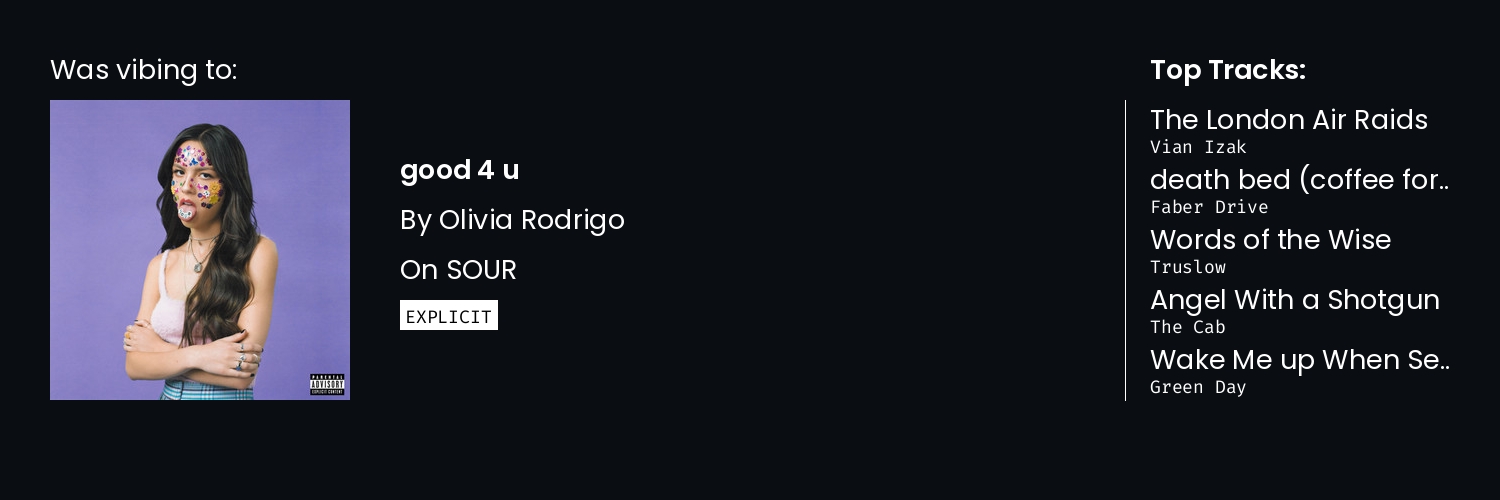 Was vibing to:
good 4 u
By Olivia Rodrigo
On SOUR
EXPLICIT
PARENTAL
ADVISORY
EXPLICIT CONTENT
Top Tracks:
The London Air Raids
Vian Izak
death bed (coffee for..
Faber Drive
Words of the Wise
Truslow
Angel With a Shotgun
The Cab
Wake Me up When Se..
Green Day